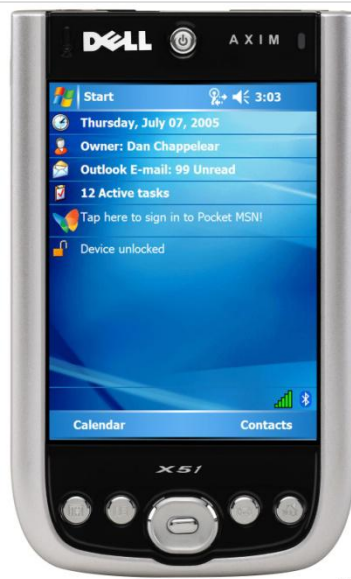 DELL
AXIM
Start 3:03
Thursday, July 07, 2005
Owner: Dan Chappelear
Outlook E-mail: 99 Unread
12 Active tasks
Tap here to sign in to Pocket MSN!
Device unlocked
Calendar Contacts
X51